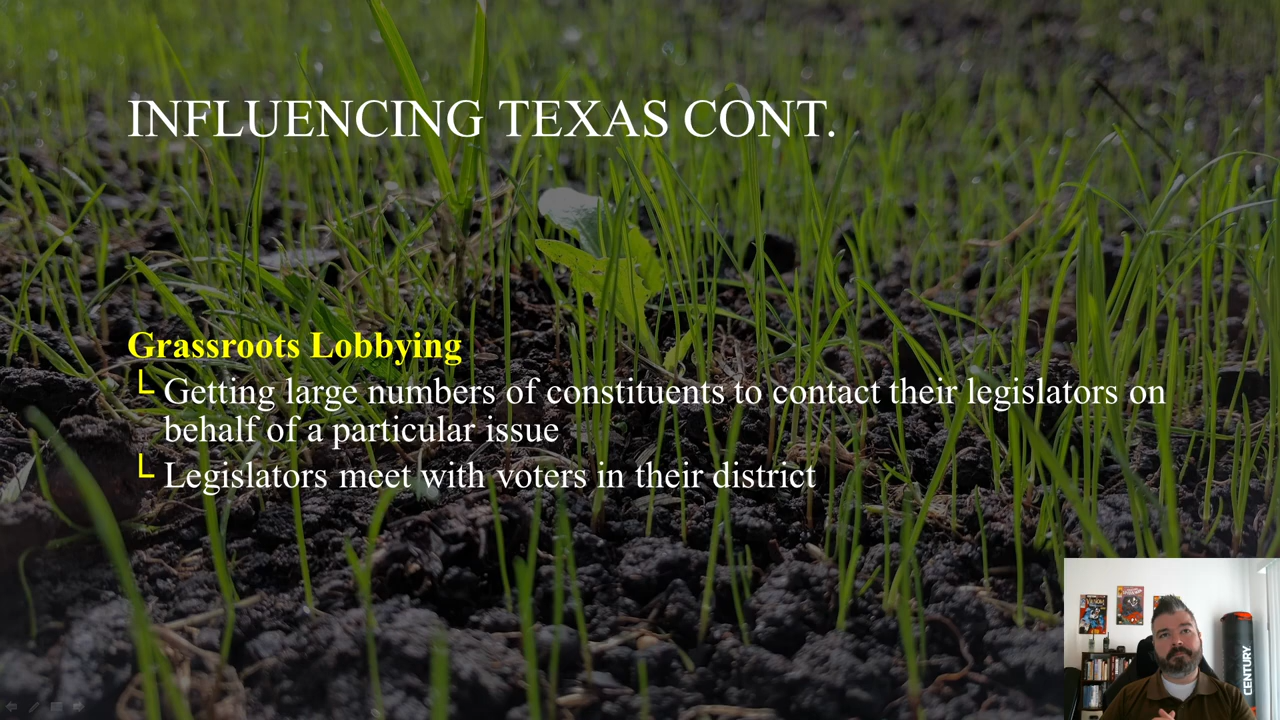 INFLUENCING TEXAS CONT.
Grassroots Lobbying
Getting large numbers of constituents to contact their legislators on
behalf of a particular issue
Legislators meet with voters in their district
CENTURY